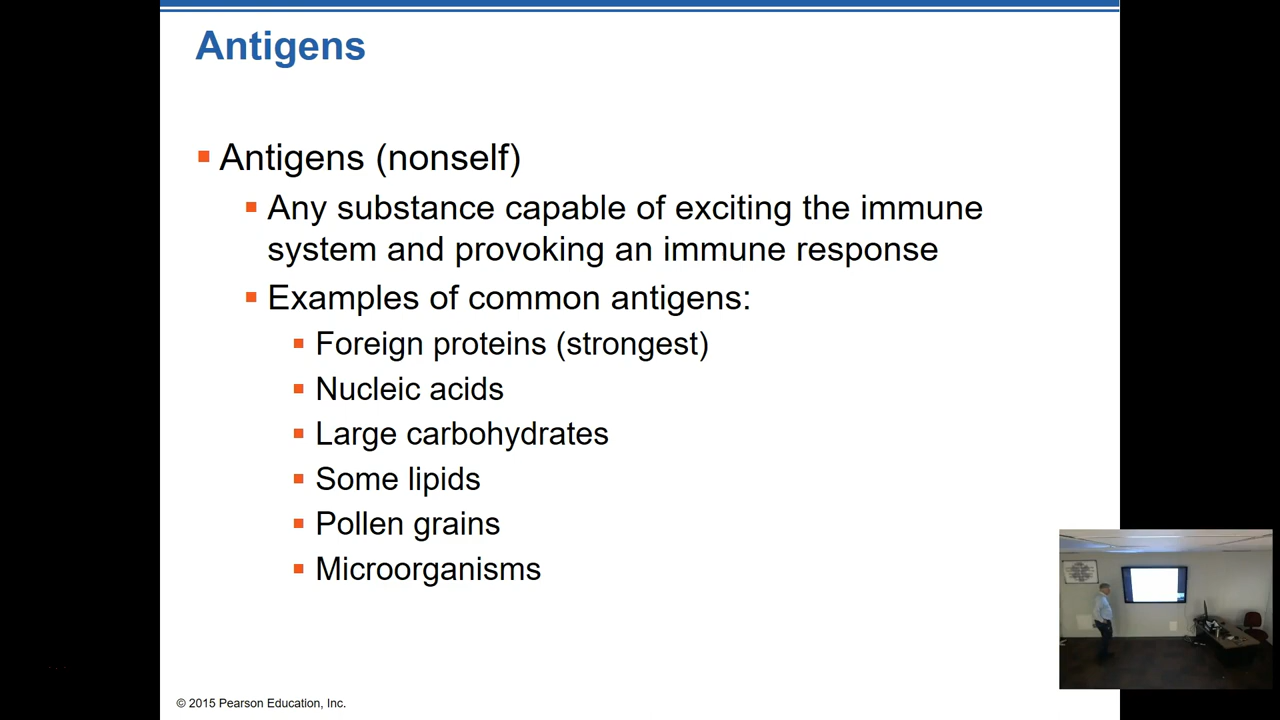 Antigens
Antigens (nonself)
Any substance capable of exciting the immune
system and provoking an immune response
Examples of common antigens:
Foreign proteins (strongest)
Nucleic acids
Large carbohydrates
Some lipids
Pollen grains
Microorganisms
© 2015 Pearson Education, Inc.